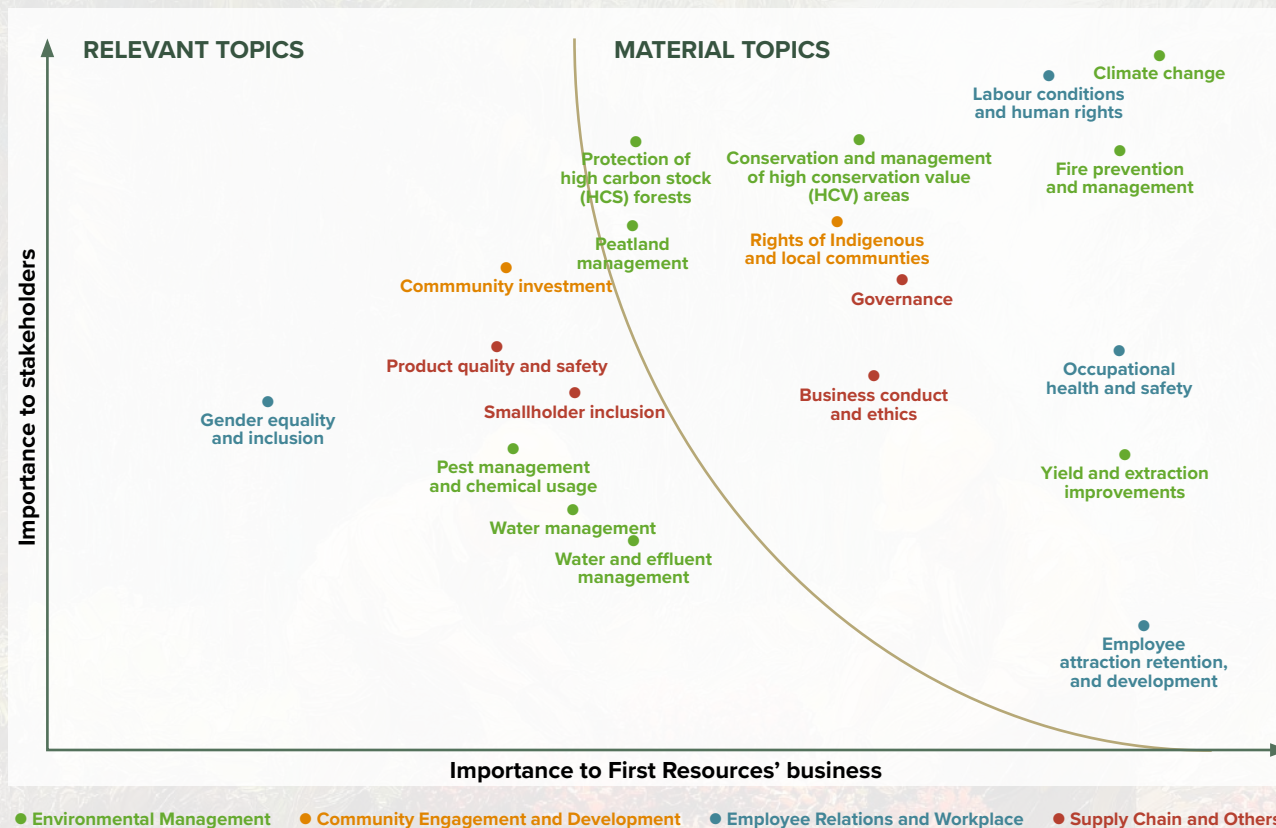 RELEVANT TOPICS
MATERIAL TOPICS
Climate change
Labour conditions
and human rights
Protection of
high carbon stock
(HCS) forests
Conservation and management
of high conservation value
(HCV) areas
Fire prevention
and management
Peatland
management
Rights of Indigenous
and local communties
Commmunity investment
Governance
Product quality and safety
Occupational
health and safety
Smallholder inclusion
Business conduct
and ethics
Gender equality
and inclusion
Pest management
and chemical usage
Yield and extraction
improvements
Water management
Water and effluent
management
Employee
attraction retention,
and development
Importance to stakeholders
Importance to First Resources’ business
Environmental Management
Community Engagement and Development
Employee Relations and Workplace
Supply Chain and Others